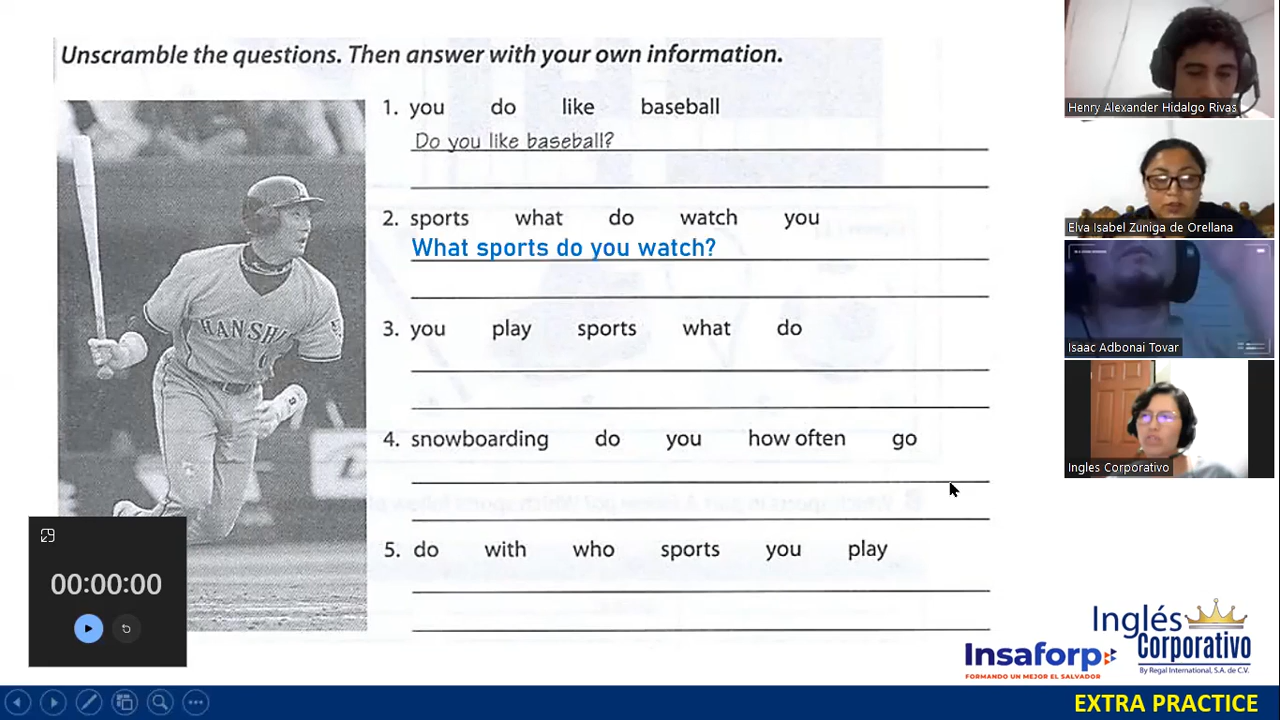 Unscramble the questions. Then answer with your own information.
1. you do like baseball
Do you like baseball?
2. sports what do watch you
What sports do you watch?
3. you play sports what do
4. snowboarding do you how often go
5. do with who sports you play
HANSHI
00:00:00
Henry Alexander Hidalgo Rivas
Elva Isabel Zuniga de Orellana
Isaac Adbonai Tovar
Ingles Corporativo
Insaforp
FORMANDO UN MEJOR EL SALVADOR
Inglés
Corporativo
By Regal International, S.A. de C.V.
EXTRA PRACTICE